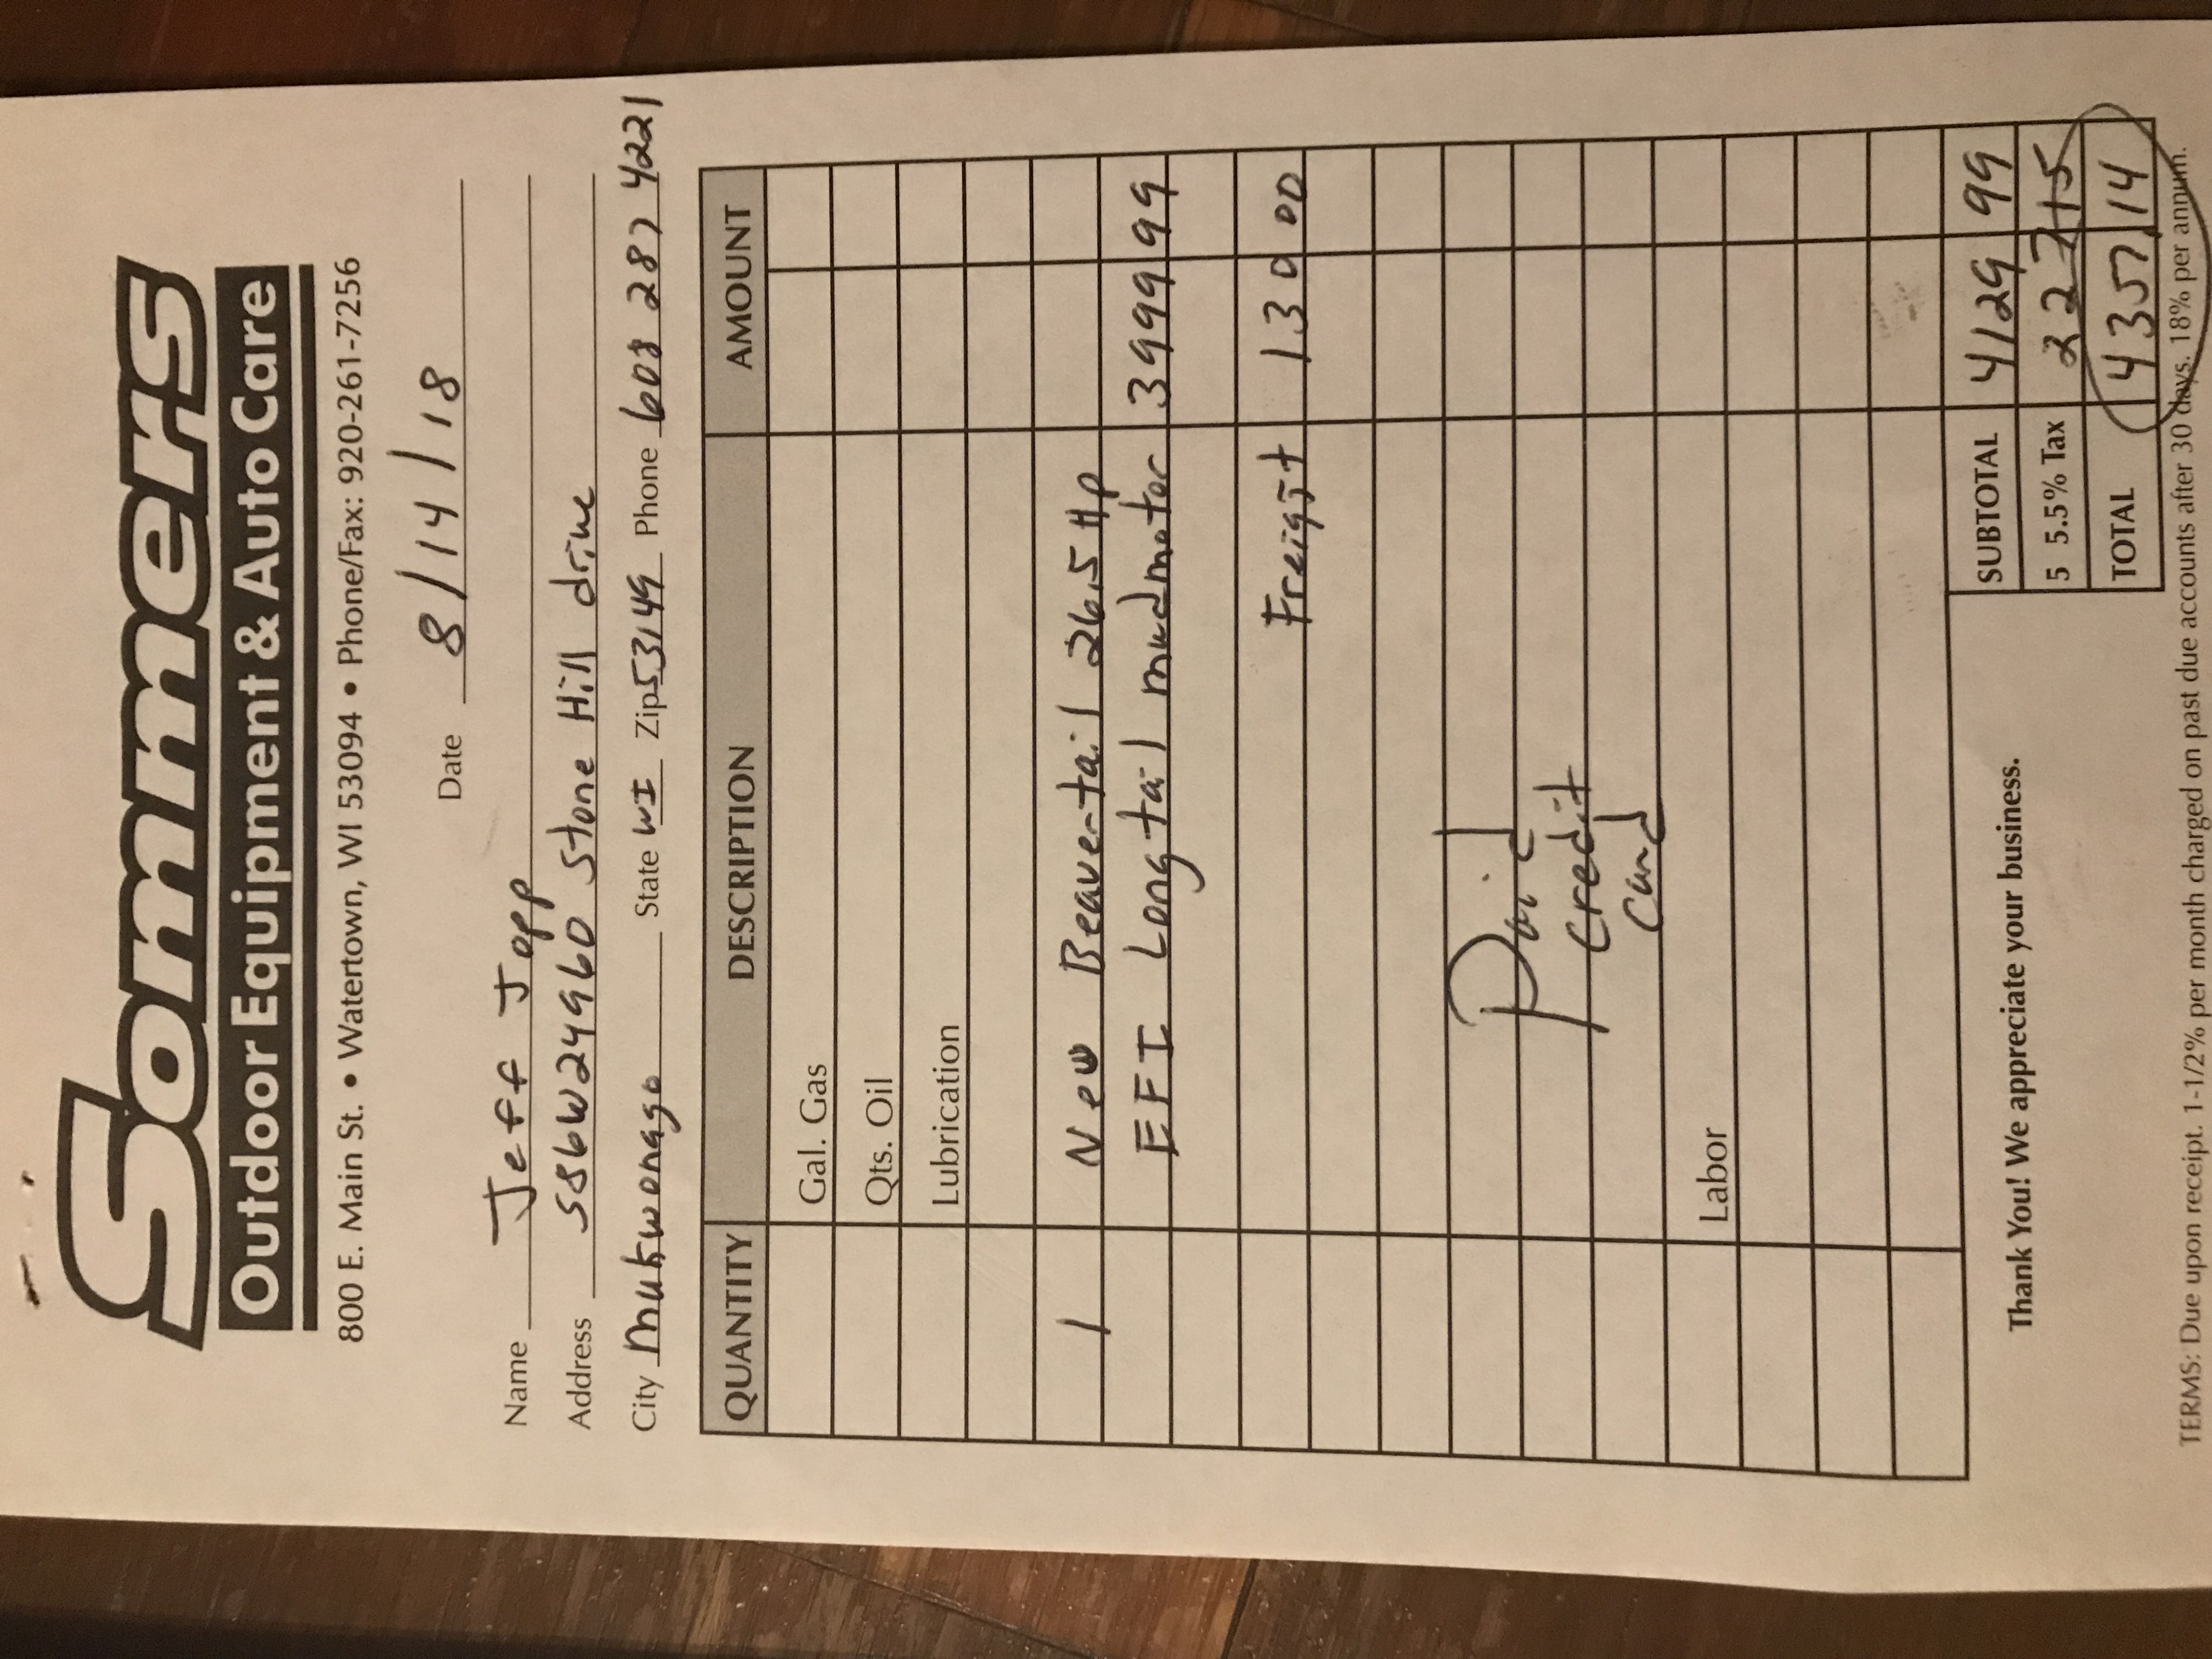 Sommers
Outdoor Equipment & Auto Care
800 E. Main St. • Watertown, WI 53094 • Phone/Fax: 920-261-7256
Date 8/14/18
Name Jeff Jopp
Address S86W24960 Stone Hill drive
City Mukwonago State WI Zip 53149 Phone 608 287 4221
QUANTITY DESCRIPTION AMOUNT
Gal. Gas
Qts. Oil
Lubrication
1 New Beavertail 26.5 Hp
EFI Longtail mudmotor 3999 99
Freight 130 00
Paid
Credit
Card
Labor
SUBTOTAL 4129 99
5 5.5% Tax 227 15
TOTAL 4357.14
Thank You! We appreciate your business.
TERMS: Due upon receipt. 1-1/2% per month charged on past due accounts after 30 days. 18% per annum.